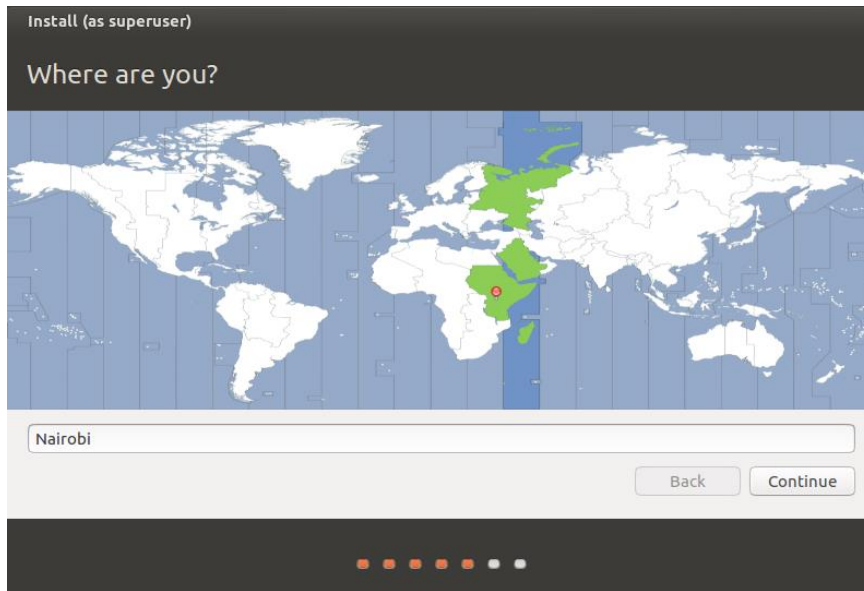 Install (as superuser)
Where are you?
Nairobi
Back
Continue